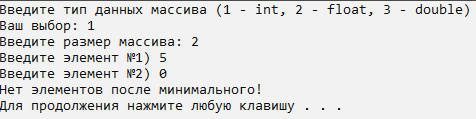 Введите тип данных массива (1 - int, 2 - float, 3 - double)
Ваш выбор: 1
Введите размер массива: 2
Введите элемент №1) 5
Введите элемент №2) 0
Нет элементов после минимального!
Для продолжения нажмите любую клавишу . . .